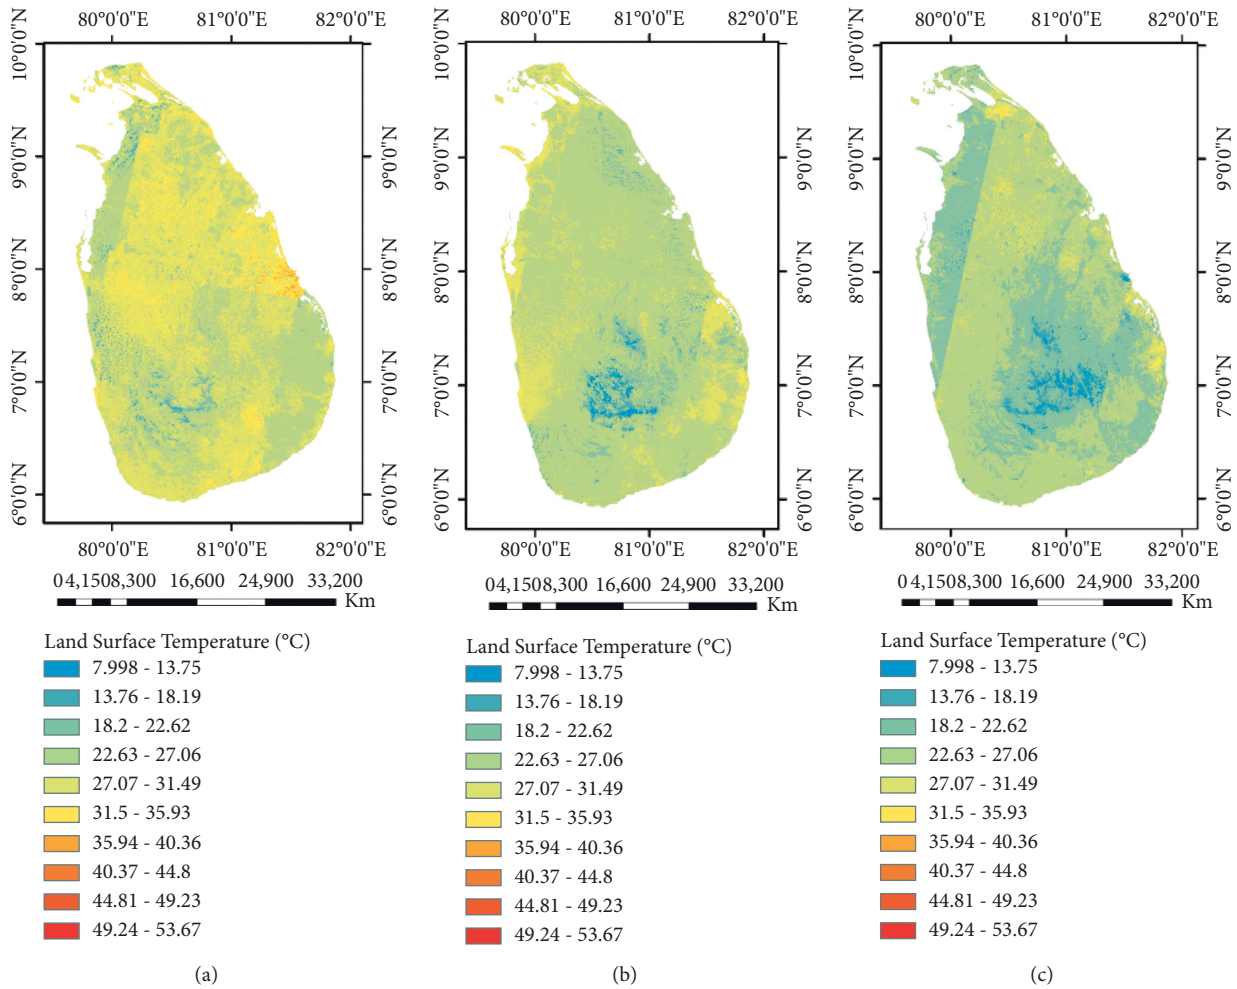 80°0'0"E 81°0'0"E 82°0'0"E
10°0'0"N
9°0'0"N
8°0'0"N
7°0'0"N
6°0'0"N
10°0'0"N
9°0'0"N
8°0'0"N
7°0'0"N
6°0'0"N
80°0'0"E 81°0'0"E 82°0'0"E
0 4,150 8,300 16,600 24,900 33,200
Km
Land Surface Temperature (°C)
7.998 - 13.75
13.76 - 18.19
18.2 - 22.62
22.63 - 27.06
27.07 - 31.49
31.5 - 35.93
35.94 - 40.36
40.37 - 44.8
44.81 - 49.23
49.24 - 53.67
(a)
80°0'0"E 81°0'0"E 82°0'0"E
10°0'0"N
9°0'0"N
8°0'0"N
7°0'0"N
6°0'0"N
80°0'0"E 81°0'0"E 82°0'0"E
0 4,150 8,300 16,600 24,900 33,200
Km
Land Surface Temperature (°C)
7.998 - 13.75
13.76 - 18.19
18.2 - 22.62
22.63 - 27.06
27.07 - 31.49
31.5 - 35.93
35.94 - 40.36
40.37 - 44.8
44.81 - 49.23
49.24 - 53.67
(b)
80°0'0"E 81°0'0"E 82°0'0"E
10°0'0"N
9°0'0"N
8°0'0"N
7°0'0"N
6°0'0"N
80°0'0"E 81°0'0"E 82°0'0"E
0 4,150 8,300 16,600 24,900 33,200
Km
Land Surface Temperature (°C)
7.998 - 13.75
13.76 - 18.19
18.2 - 22.62
22.63 - 27.06
27.07 - 31.49
31.5 - 35.93
35.94 - 40.36
40.37 - 44.8
44.81 - 49.23
49.24 - 53.67
(c)
10°0'0"N
9°0'0"N
8°0'0"N
7°0'0"N
6°0'0"N